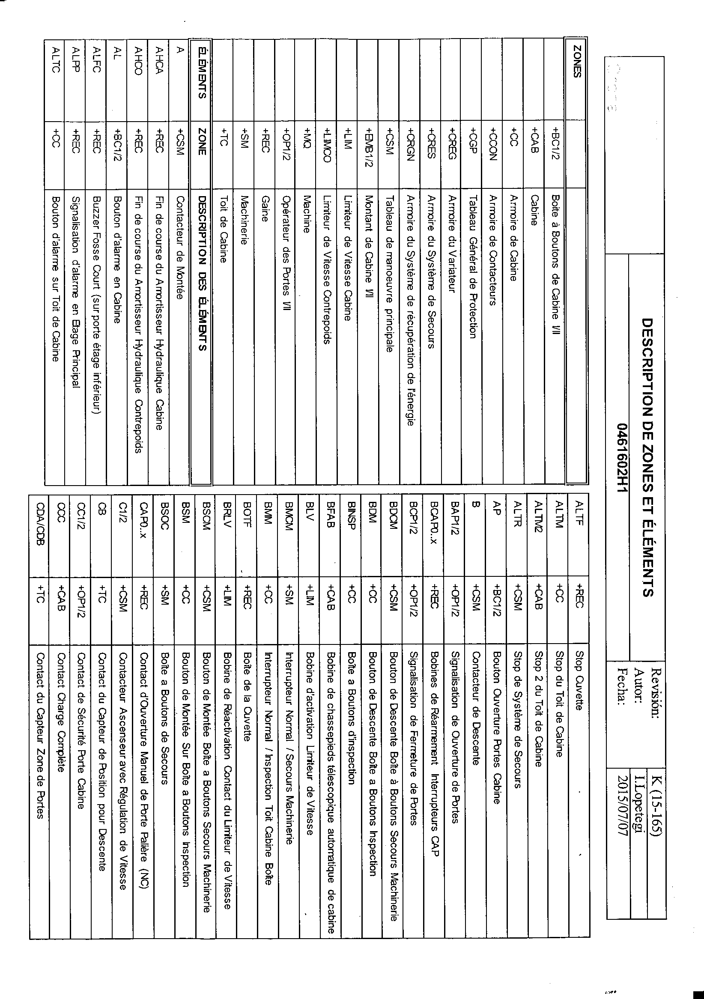 DESCRIPTION DE ZONES ET ÉLÉMENTS
0461602H1
Revisión: K (15-165)
Autor: I.Lopetegi
Fecha: 2015/07/07
ZONES
+BC1/2 Boite à Boutons de Cabine I/II
+CAB Cabine
+CC Armoire de Cabine
+CCON Armoire de Contacteurs
+CGP Tableau Général de Protection
+CREG Armoire du Variateur
+CRES Armoire du Système de Secours
+CRGN Armoire du Système de récupération de l'énergie
+CSM Tableau de manoeuvre principale
+EMB1/2 Montant de Cabine I/II
+LIM Limiteur de Vitesse Cabine
+LIMCO Limiteur de Vitesse Contrepoids
+MQ Machine
+OP1/2 Opérateur des Portes I/II
+REC Gaine
+SM Machinerie
+TC Toit de Cabine
ÉLÉMENTS ZONE DESCRIPTION DES ÉLÉMENTS
A +CSM Contacteur de Montée
AHCA +REC Fin de course du Amortisseur Hydraulique Cabine
AHCO +REC Fin de course du Amortisseur Hydraulique Contrepoids
AL +BC1/2 Bouton d'alarme en Cabine
ALFC +REC Buzzer Fosse Court (sur porte étage inférieur)
ALPP +REC Signalisation d'alarme en Etage Principal
ALTC +CC Bouton d'alarme sur Toit de Cabine
ALTF +REC Stop Cuvette
ALTM +CC Stop du Toit de Cabine
ALTM2 +CAB Stop 2 du Toit de Cabine
ALTR +CSM Stop de Système de Secours
AP +BC1/2 Bouton Ouverture Portes Cabine
B +CSM Contacteur de Descente
BAP1/2 +OP1/2 Signalisation de Ouverture de Portes
BCAP0..x +REC Bobines de Réarmement Interrupteurs CAP
BCP1/2 +OP1/2 Signalisation de Fermeture de Portes
BDCM +CSM Bouton de Descente Boîte à Boutons Secours Machinerie
BDM +CC Bouton de Descente Boîte a Boutons Inspection
BINSP +CC Boîte a Boutons d'inspection
BFAB +CAB Bobine de chassepieds télescopique automatique de cabine
BLV +LIM Bobine d'activation Limiteur de Vitesse
BMCM +SM Interrupteur Normal / Secours Machinerie
BMM +CC Interrupteur Normal / Inspection Toit Cabine Boîte
BOTF +REC Boîte de la Cuvette
BRLV +LIM Bobine de Réactivation Contact du Limiteur de Vitesse
BSCM +CSM Bouton de Montée Boîte a Boutons Secours Machinerie
BSM +CC Bouton de Montée Sur Boîte a Boutons Inspection
BSOC +SM Boîte a Boutons de Secours
CAP0..x +REC Contact d'Ouverture Manuel de Porte Palière (NC)
C1/2 +CSM Contacteur Ascenseur avec Régulation de Vitesse
CB +TC Contact du Capteur de Position pour Descente
CC1/2 +OP1/2 Contact de Sécurité Porte Cabine
CCC +CAB Contact Charge Complète
CDA/CDB +TC Contact du Capteur Zone de Portes